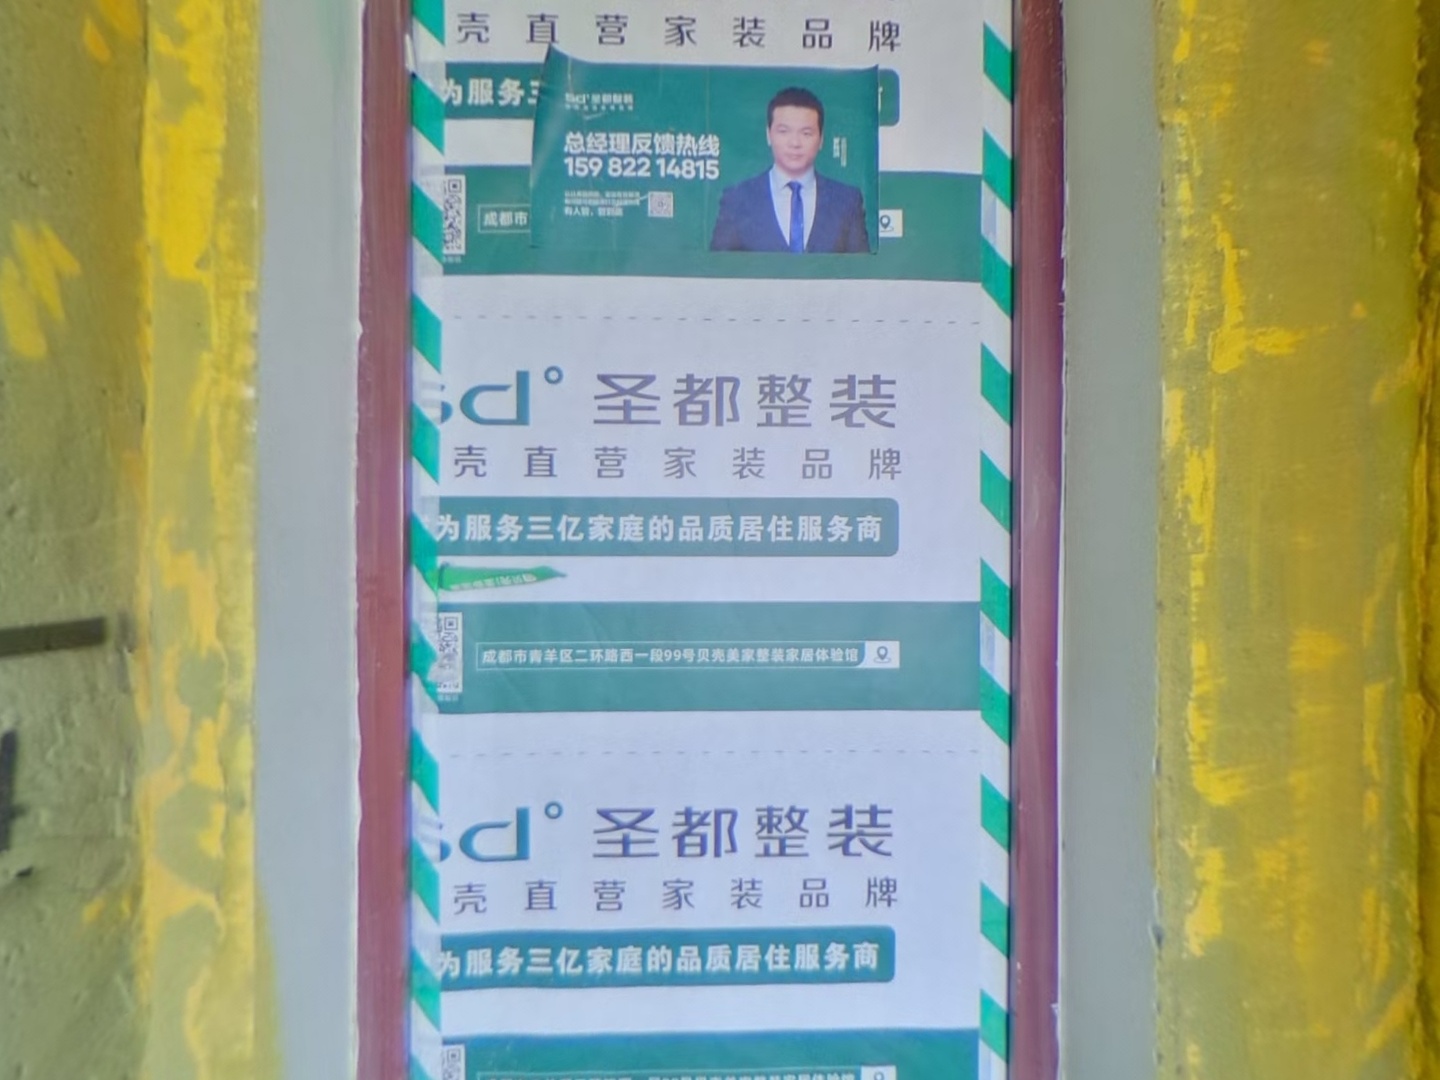 壳直营家装品牌
为服务三
sd°圣都整装
总经理反馈热线
159 822 14815
成都市
sd°圣都整装
壳直营家装品牌
为服务三亿家庭的品质居住服务商
成都市青羊区二环路西一段99号贝壳美家整装家居体验馆
sd°圣都整装
壳直营家装品牌
为服务三亿家庭的品质居住服务商